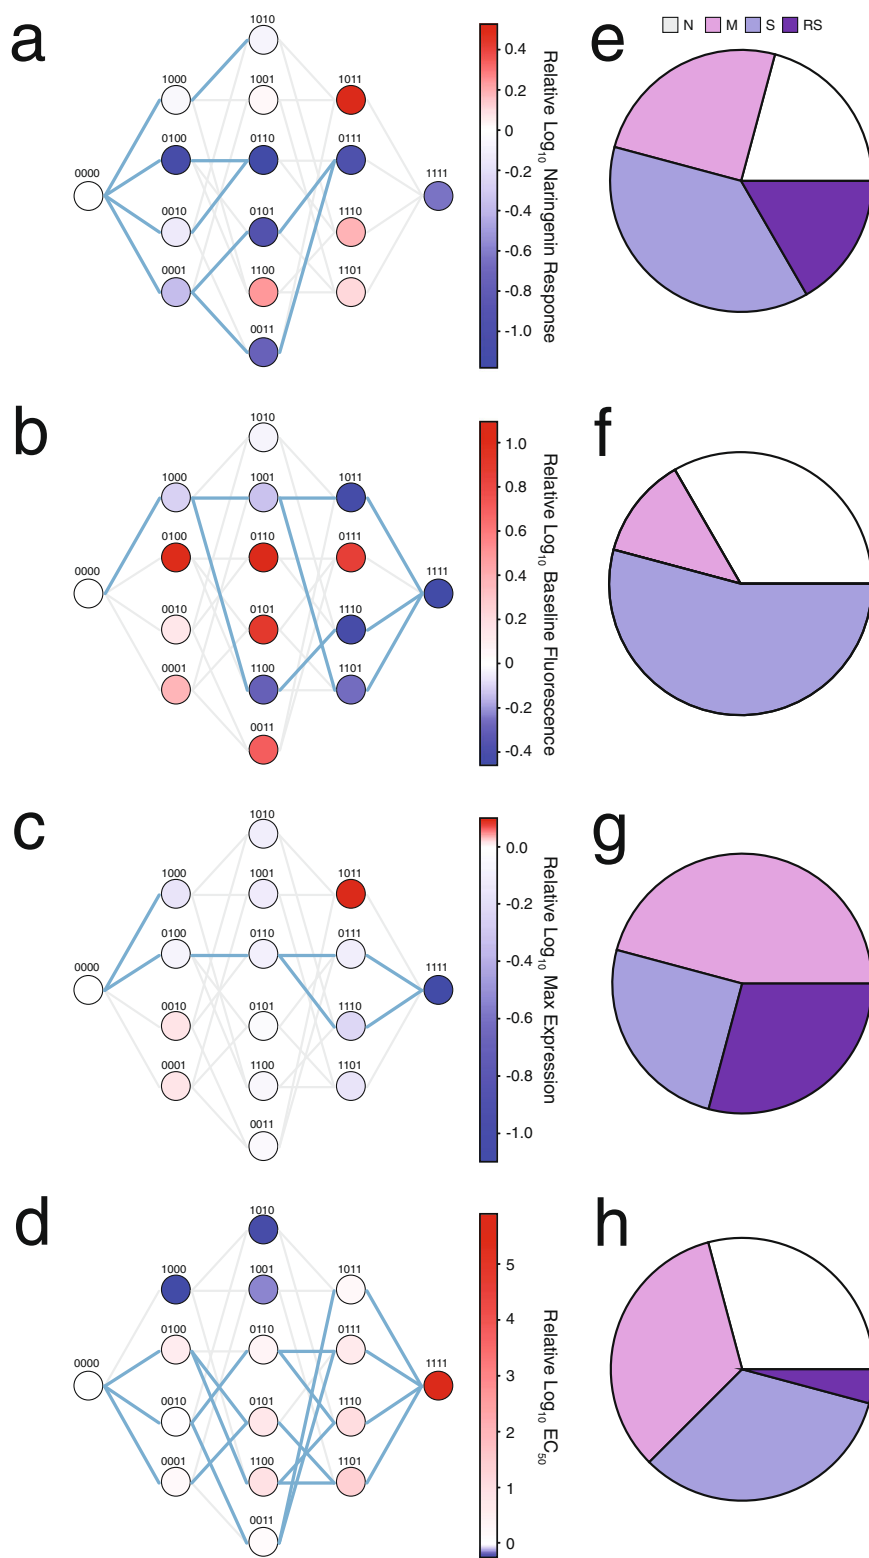 a
1010
1000 1001 1011
0100 0110 0111
0000 1111
0010 0101 1110
0001 1100 1101
0011
0.4
0.2
0
-0.2
-0.4
-0.6
-0.8
-1.0
Relative Log10 Naringenin Response
e
N M S RS
b
1010
1000 1001 1011
0100 0110 0111
0000 1111
0010 0101 1110
0001 1100 1101
0011
1.0
0.8
0.6
0.4
0.2
0
-0.2
-0.4
Relative Log10 Baseline Fluorescence
f
c
1010
1000 1001 1011
0100 0110 0111
0000 1111
0010 0101 1110
0001 1100 1101
0011
0.0
-0.2
-0.4
-0.6
-0.8
-1.0
Relative Log10 Max Expression
g
d
1010
1000 1001 1011
0100 0110 0111
0000 1111
0010 0101 1110
0001 1100 1101
0011
5
4
3
2
1
0
Relative Log10 EC50
h